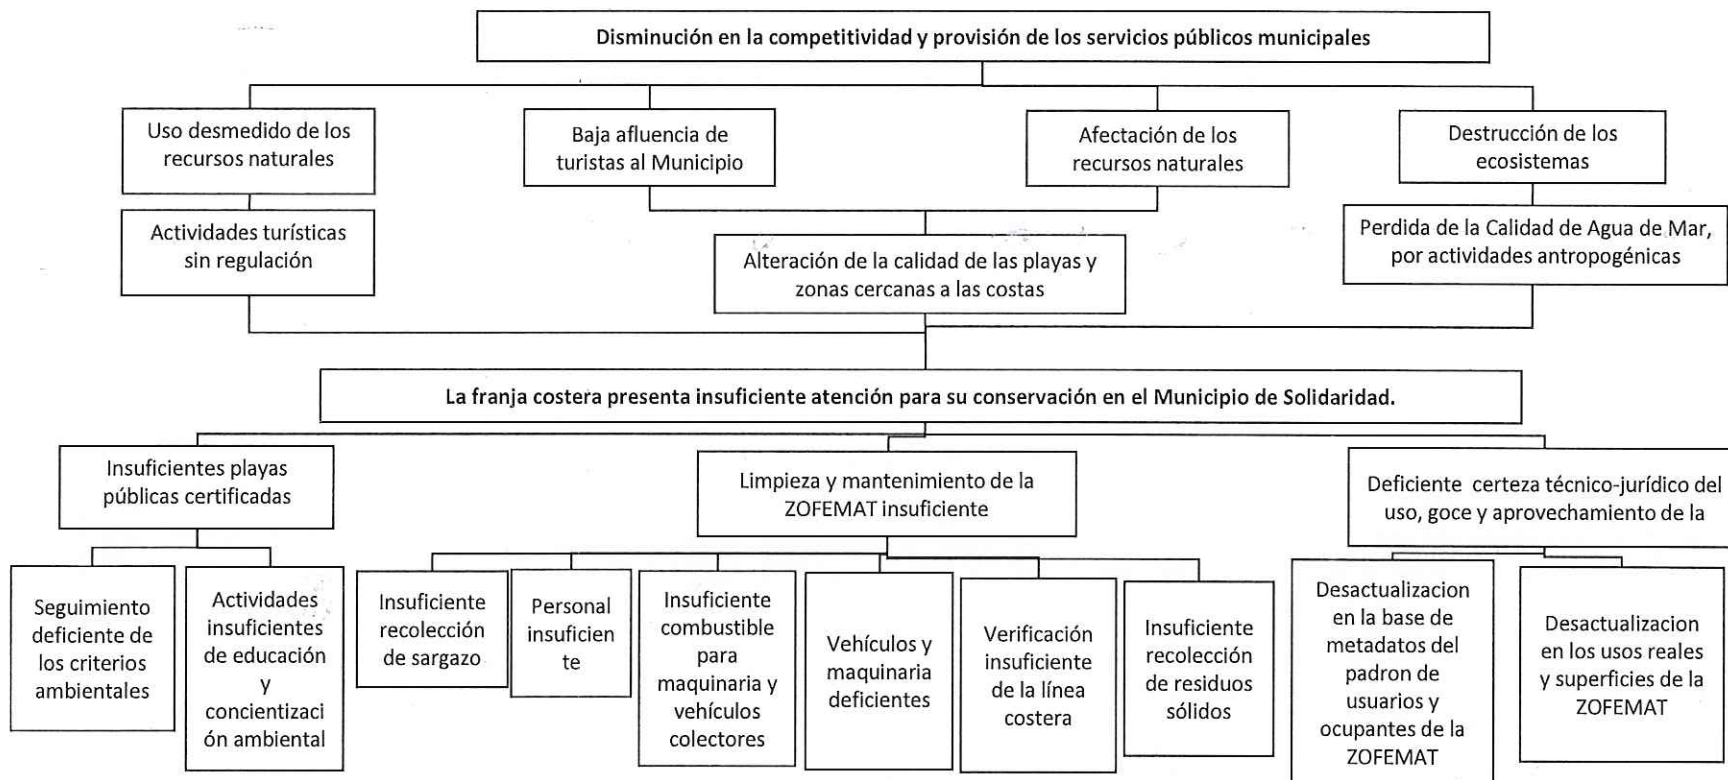 Disminución en la competitividad y provisión de los servicios públicos municipales
Uso desmedido de los
recursos naturales
Baja afluencia de
turistas al Municipio
Afectación de los
recursos naturales
Destrucción de los
ecosistemas
Actividades turísticas
sin regulación
Alteración de la calidad de las playas y
zonas cercanas a las costas
Perdida de la Calidad de Agua de Mar,
por actividades antropogénicas
La franja costera presenta insuficiente atención para su conservación en el Municipio de Solidaridad.
Insuficientes playas
públicas certificadas
Limpieza y mantenimiento de la
ZOFEMAT insuficiente
Deficiente certeza técnico-jurídico del
uso, goce y aprovechamiento de la
Seguimiento
deficiente de
los criterios
ambientales
Actividades
insuficientes
de educación
y
concientizaci
ón ambiental
Insuficiente
recolección
de sargazo
Personal
insuficien
te
Insuficiente
combustible
para
maquinaria y
vehículos
colectores
Vehículos y
maquinaria
deficientes
Verificación
insuficiente
de la línea
costera
Insuficiente
recolección
de residuos
sólidos
Desactualizacion
en la base de
metadatos del
padron de
usuarios y
ocupantes de la
ZOFEMAT
Desactualizacion
en los usos reales
y superficies de la
ZOFEMAT